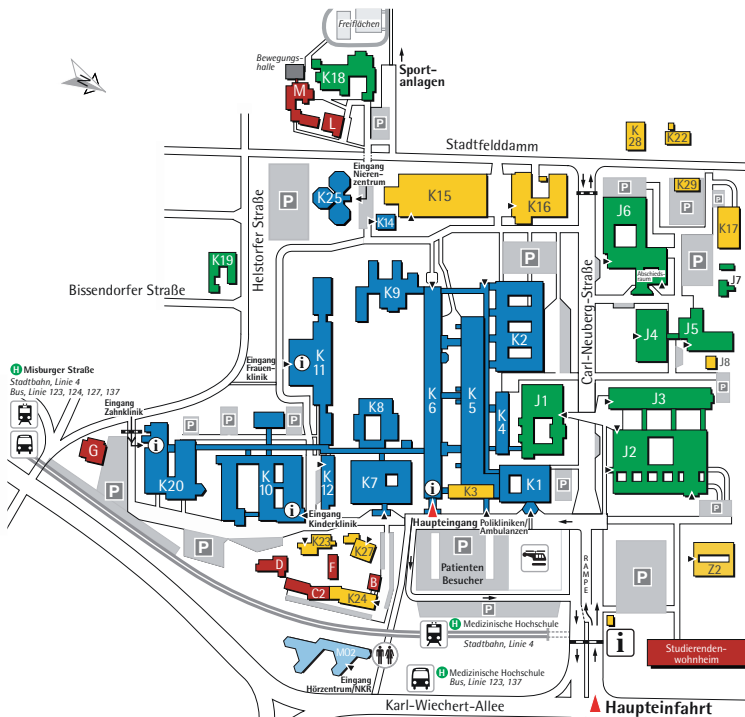 Freiflächen
Bewegungs-
halle
K18
Sport-
anlagen
M
L
P
N
Stadtfelddamm
K
28
K22
Eingang
Nieren-
zentrum
P
K25
K14
K15
K16
P
K29
P
K17
J6
P
Abschieds-
raum
J7
K19
Helstorfer Straße
Bissendorfer Straße
K9
P
K2
Carl-Neuberg-Straße
J4
J5
J8
P
H Misburger Straße
Stadtbahn, Linie 4
Bus, Linie 123, 124, 127, 137
Eingang
Frauen-
klinik
i
K
11
K
6
K
5
K
4
J1
J3
J2
Eingang
Zahnklinik
P
P
P
K8
G
i
K20
K
10
i
K
12
K7
i
K3
K1
P
P
P
P
Eingang
Kinderklinik
Haupteingang
Polikliniken/
Ambulanzen
K23
K27
D
F
B
C2
K24
P
Patienten
Besucher
RAMPE
P
Z2
P
H Medizinische Hochschule
Stadtbahn, Linie 4
i
Studierenden-
wohnheim
M02
Eingang
Hörzentrum/NKR
H Medizinische Hochschule
Bus, Linie 123, 137
Karl-Wiechert-Allee
Haupteinfahrt